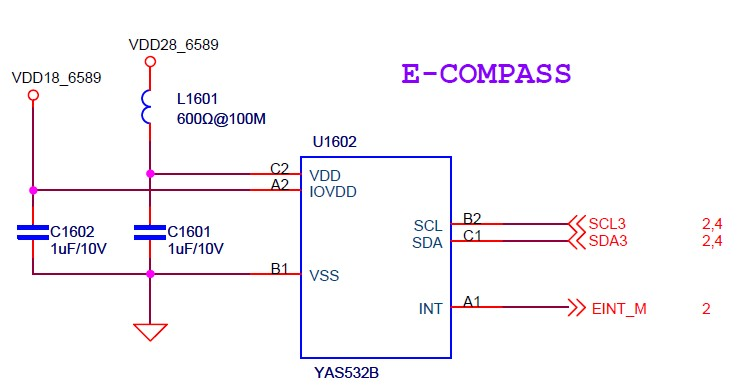 VDD28_6589
E-COMPASS
VDD18_6589
L1601
600Ω@100M
U1602
C2
VDD
A2
IOVDD
C1602
1uF/10V
C1601
1uF/10V
SCL
B2
SCL3
2,4
SDA
C1
SDA3
2,4
B1
VSS
INT
A1
EINT_M
2
YAS532B